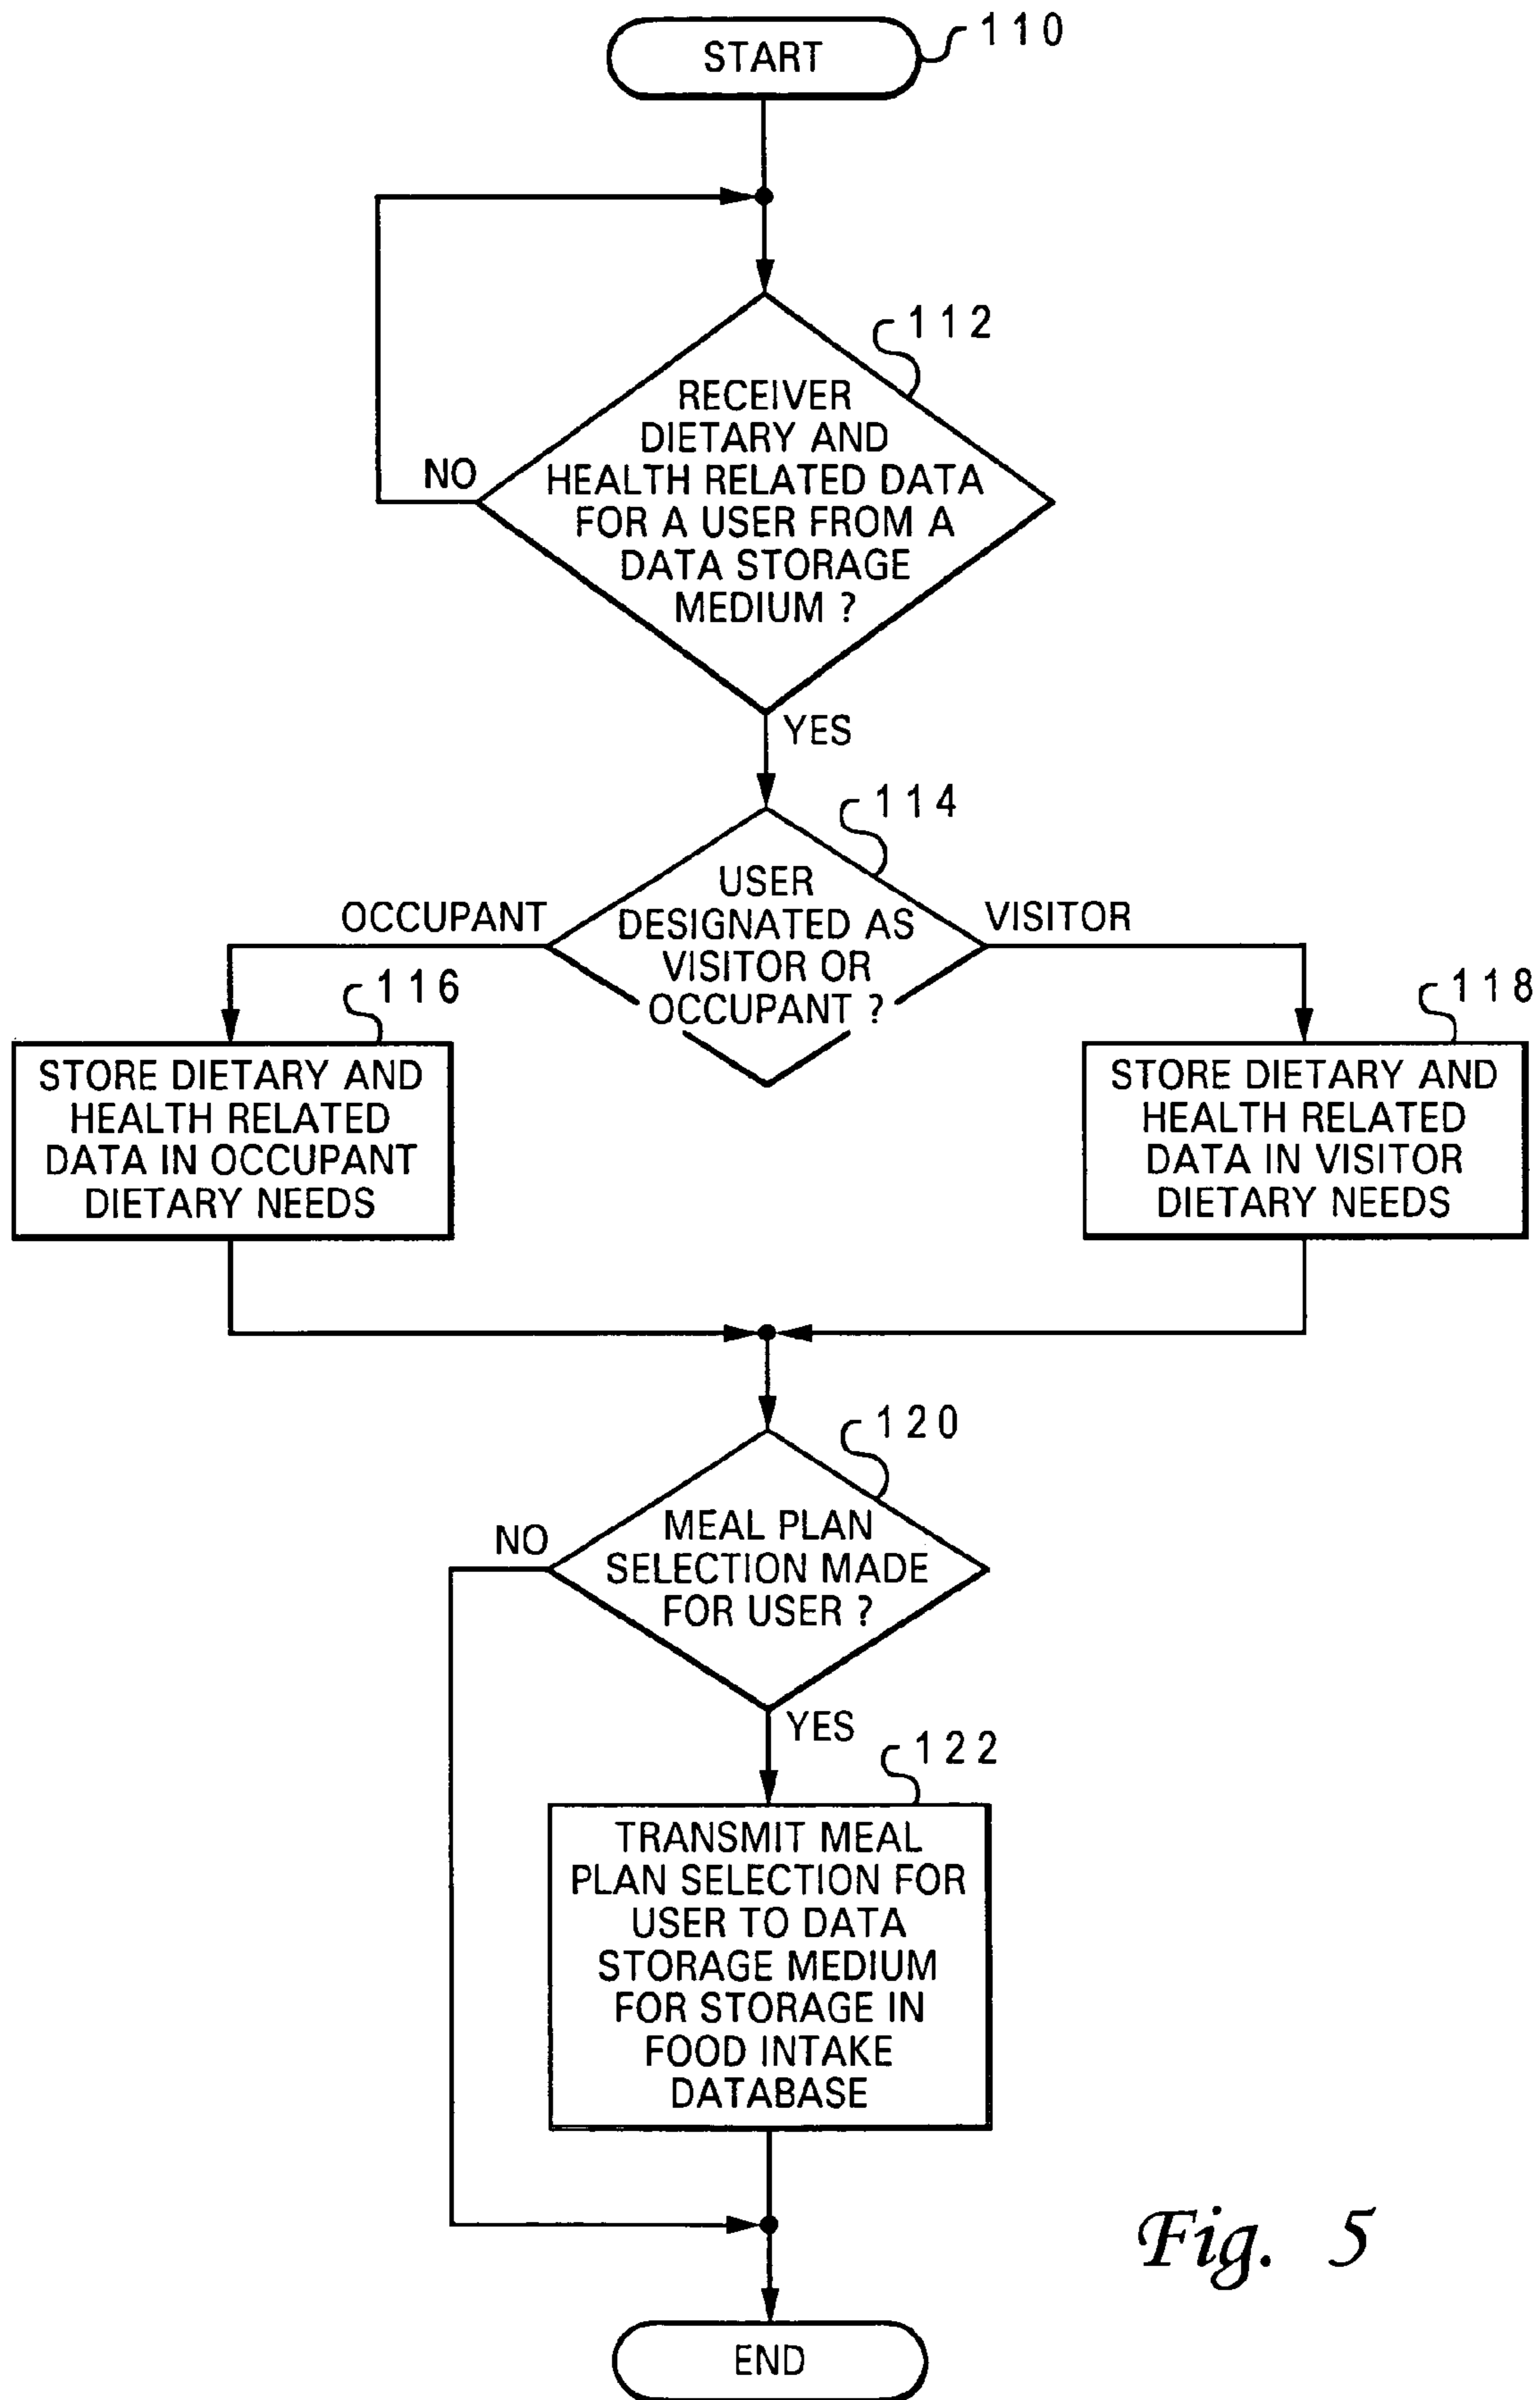 START
110
112
RECEIVER
DIETARY AND
HEALTH RELATED DATA
FOR A USER FROM A
DATA STORAGE
MEDIUM ?
NO
YES
114
USER
DESIGNATED AS
VISITOR OR
OCCUPANT ?
OCCUPANT
VISITOR
116
STORE DIETARY AND
HEALTH RELATED
DATA IN OCCUPANT
DIETARY NEEDS
118
STORE DIETARY AND
HEALTH RELATED
DATA IN VISITOR
DIETARY NEEDS
120
MEAL PLAN
SELECTION MADE
FOR USER ?
NO
YES
122
TRANSMIT MEAL
PLAN SELECTION FOR
USER TO DATA
STORAGE MEDIUM
FOR STORAGE IN
FOOD INTAKE
DATABASE
END
Fig. 5